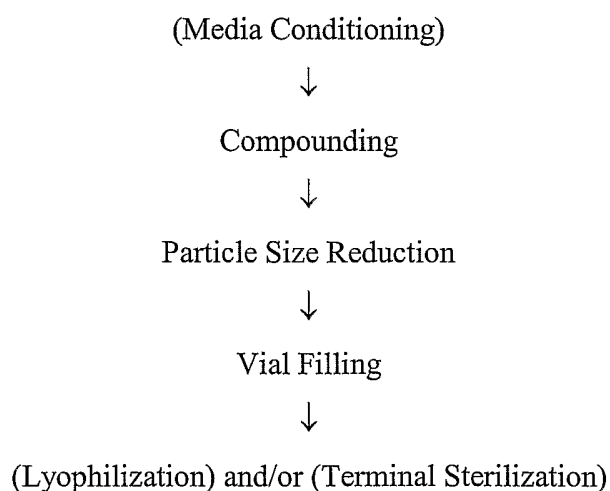 (Media Conditioning)
↓
Compounding
↓
Particle Size Reduction
↓
Vial Filling
↓
(Lyophilization) and/or (Terminal Sterilization)